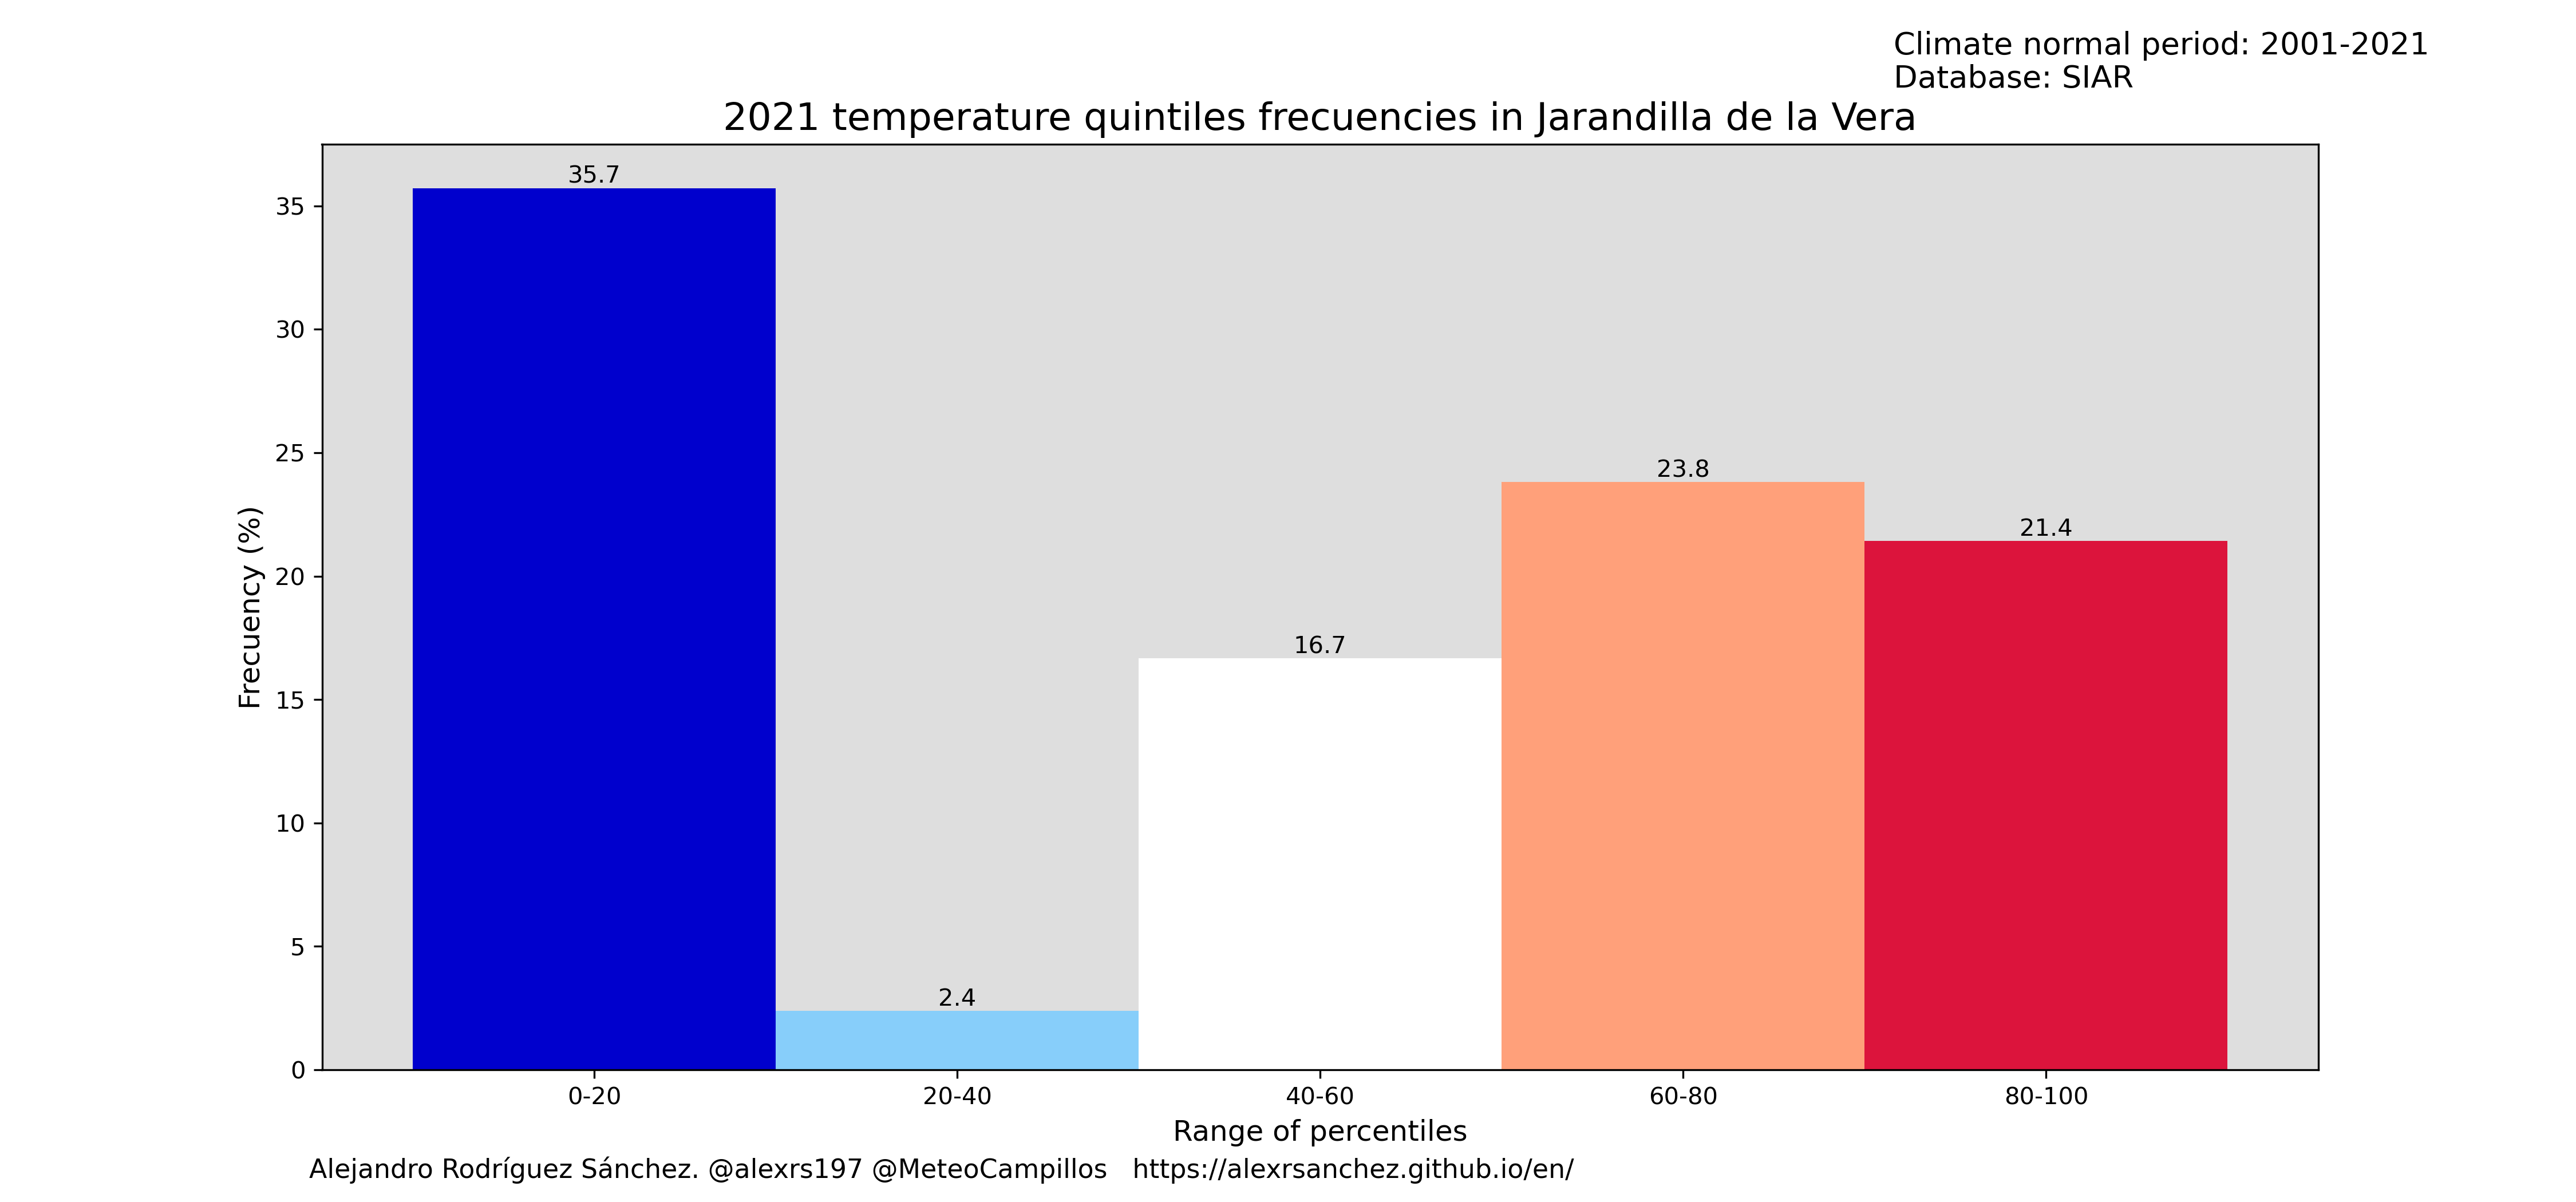 Climate normal period: 2001-2021
Database: SIAR
2021 temperature quintiles frecuencies in Jarandilla de la Vera
35.7
2.4
16.7
23.8
21.4
Frecuency (%)
35
30
25
20
15
10
5
0
0-20 20-40 40-60 60-80 80-100
Range of percentiles
Alejandro Rodríguez Sánchez. @alexrs197 @MeteoCampillos https://alexrsanchez.github.io/en/